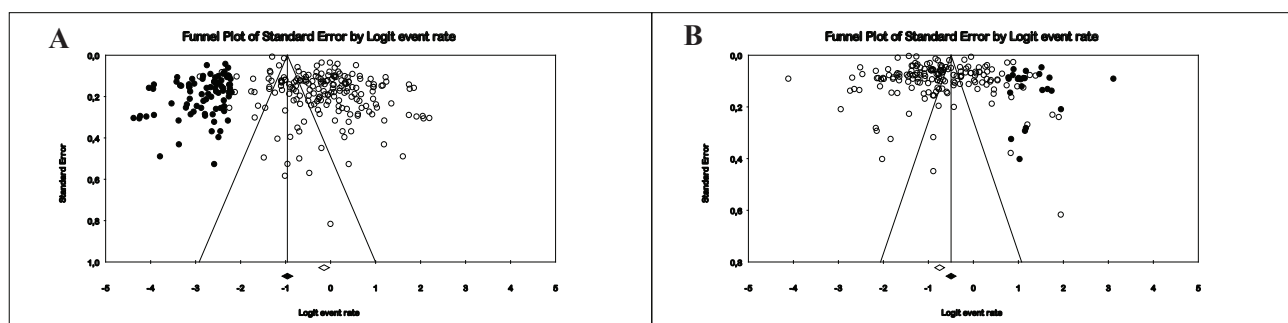 A
Funnel Plot of Standard Error by Logit event rate
0,0
0,2
0,4
0,6
0,8
1,0
Standard Error
-5 -4 -3 -2 -1 0 1 2 3 4 5
Logit event rate
B
Funnel Plot of Standard Error by Logit event rate
0,0
0,2
0,4
0,6
0,8
Standard Error
-5 -4 -3 -2 -1 0 1 2 3 4 5
Logit event rate